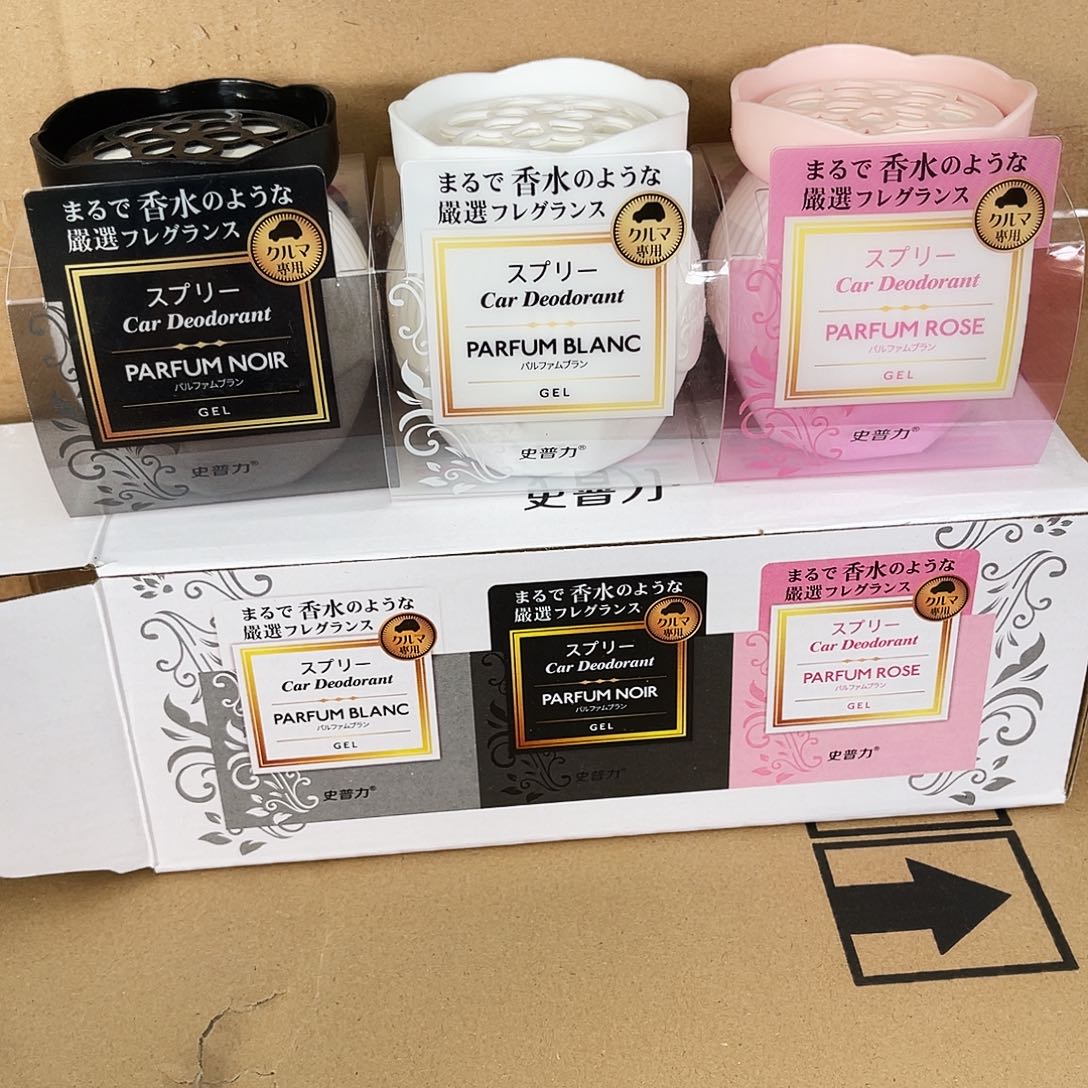 まるで 香水のような
厳選フレグランス
クルマ
専用
スプリー
Car Deodorant
PARFUM NOIR
パルファムブラン
GEL
史普力®
まるで 香水のような
厳選フレグランス
クルマ
専用
スプリー
Car Deodorant
PARFUM BLANC
パルファムブラン
GEL
史普力®
まるで 香水のような
厳選フレグランス
クルマ
専用
スプリー
Car Deodorant
PARFUM ROSE
パルファムブラン
GEL
史普力®
史普力
まるで 香水のような
厳選フレグランス
クルマ
専用
スプリー
Car Deodorant
PARFUM BLANC
パルファムブラン
GEL
史普力®
まるで 香水のような
厳選フレグランス
クルマ
専用
スプリー
Car Deodorant
PARFUM NOIR
パルファムブラン
GEL
史普力®
まるで 香水のような
厳選フレグランス
クルマ
専用
スプリー
Car Deodorant
PARFUM ROSE
パルファムブラン
GEL
史普力®